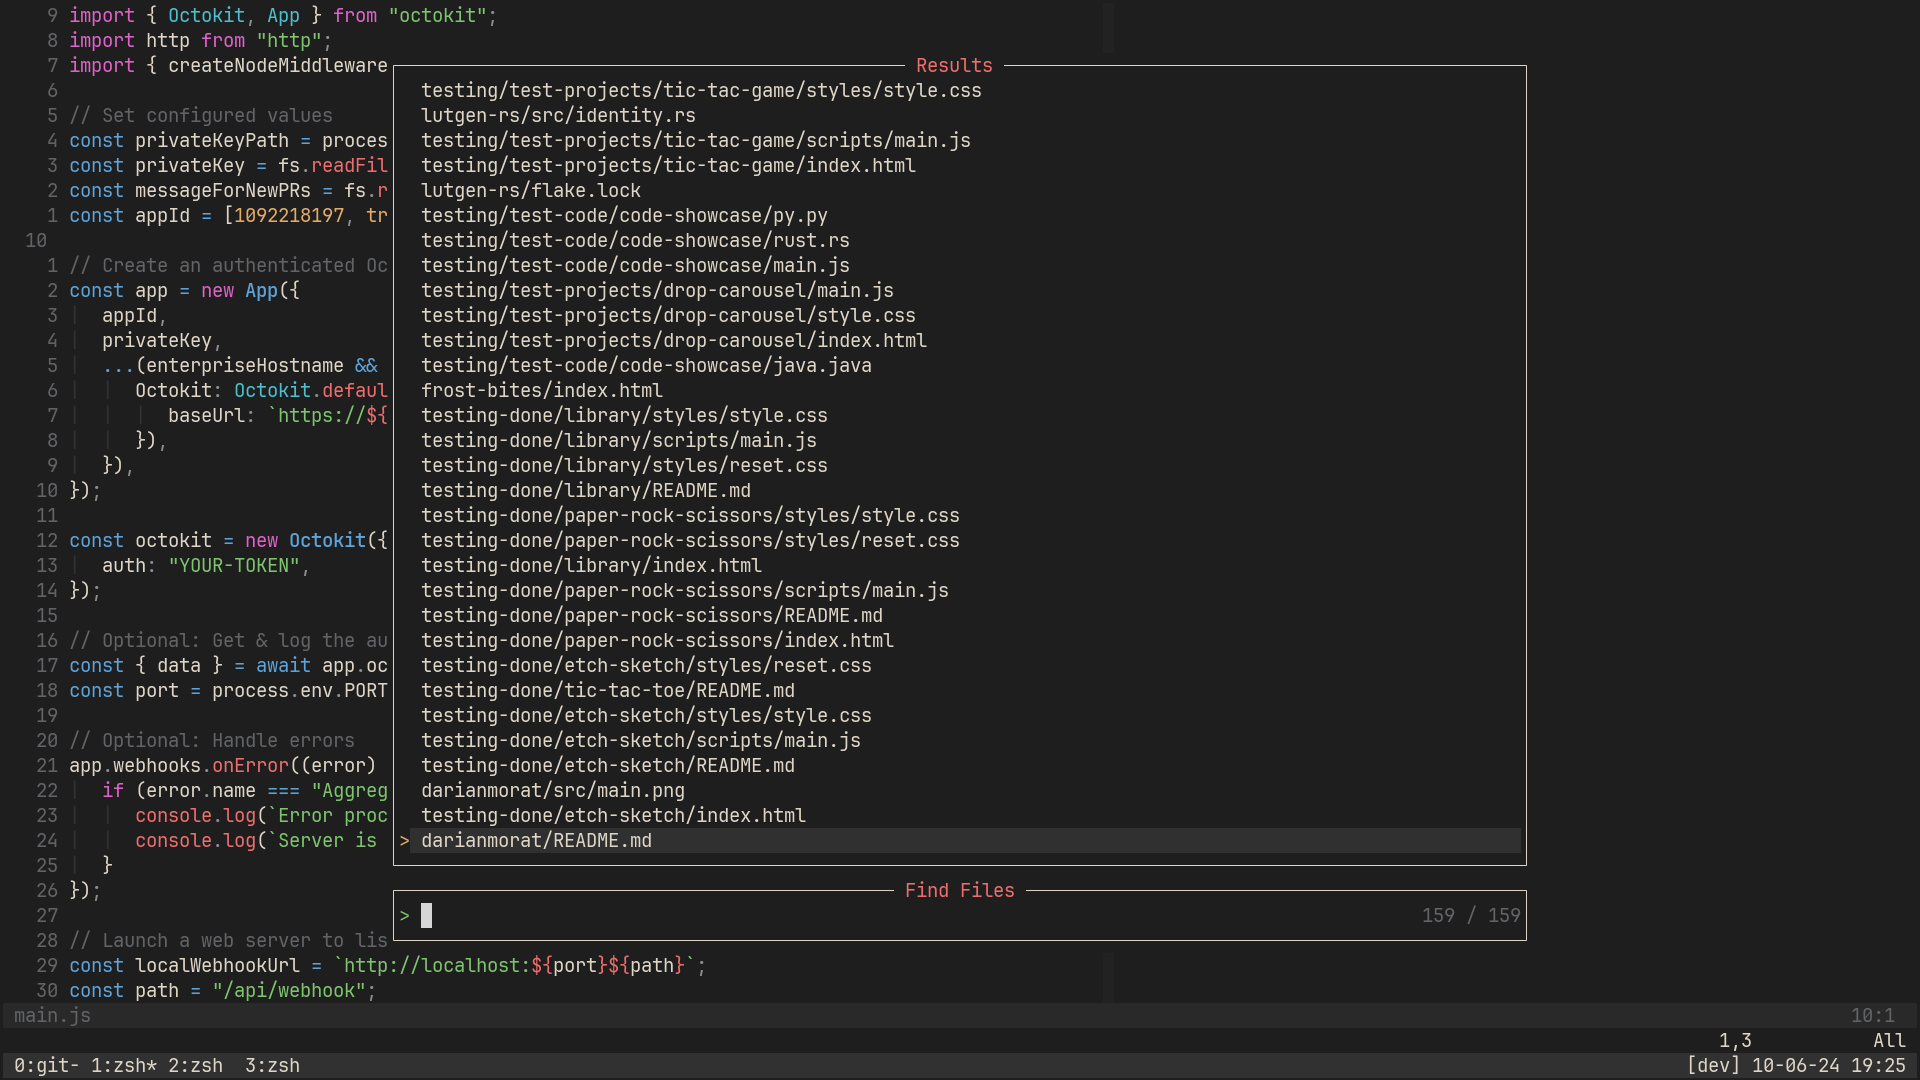 9 import { Octokit, App } from "octokit";
8 import http from "http";
7 import { createNodeMiddleware
6
5 // Set configured values
4 const privateKeyPath = proces
3 const privateKey = fs.readFil
2 const messageForNewPRs = fs.r
1 const appId = [1092218197, tr
10
1 // Create an authenticated Oc
2 const app = new App({
3   appId,
4   privateKey,
5   ...(enterpriseHostname &&
6     Octokit: Octokit.defaul
7       baseUrl: `https://${
8     }),
9   }),
10 });
11
12 const octokit = new Octokit({
13   auth: "YOUR-TOKEN",
14 });
15
16 // Optional: Get & log the au
17 const { data } = await app.oc
18 const port = process.env.PORT
19
20 // Optional: Handle errors
21 app.webhooks.onError((error)
22   if (error.name === "Aggreg
23     console.log(`Error proc
24     console.log(`Server is
25   }
26 });
27
28 // Launch a web server to lis
29 const localWebhookUrl = `http://localhost:${port}${path}`;
30 const path = "/api/webhook";
Results
testing/test-projects/tic-tac-game/styles/style.css
lutgen-rs/src/identity.rs
testing/test-projects/tic-tac-game/scripts/main.js
testing/test-projects/tic-tac-game/index.html
lutgen-rs/flake.lock
testing/test-code/code-showcase/py.py
testing/test-code/code-showcase/rust.rs
testing/test-code/code-showcase/main.js
testing/test-projects/drop-carousel/main.js
testing/test-projects/drop-carousel/style.css
testing/test-projects/drop-carousel/index.html
testing/test-code/code-showcase/java.java
frost-bites/index.html
testing-done/library/styles/style.css
testing-done/library/scripts/main.js
testing-done/library/styles/reset.css
testing-done/library/README.md
testing-done/paper-rock-scissors/styles/style.css
testing-done/paper-rock-scissors/styles/reset.css
testing-done/library/index.html
testing-done/paper-rock-scissors/scripts/main.js
testing-done/paper-rock-scissors/README.md
testing-done/paper-rock-scissors/index.html
testing-done/etch-sketch/styles/reset.css
testing-done/tic-tac-toe/README.md
testing-done/etch-sketch/styles/style.css
testing-done/etch-sketch/scripts/main.js
testing-done/etch-sketch/README.md
darianmorat/src/main.png
testing-done/etch-sketch/index.html
> darianmorat/README.md
Find Files
> 159 / 159
main.js 10:1
1,3 All
0:git- 1:zsh* 2:zsh  3:zsh [dev] 10-06-24 19:25